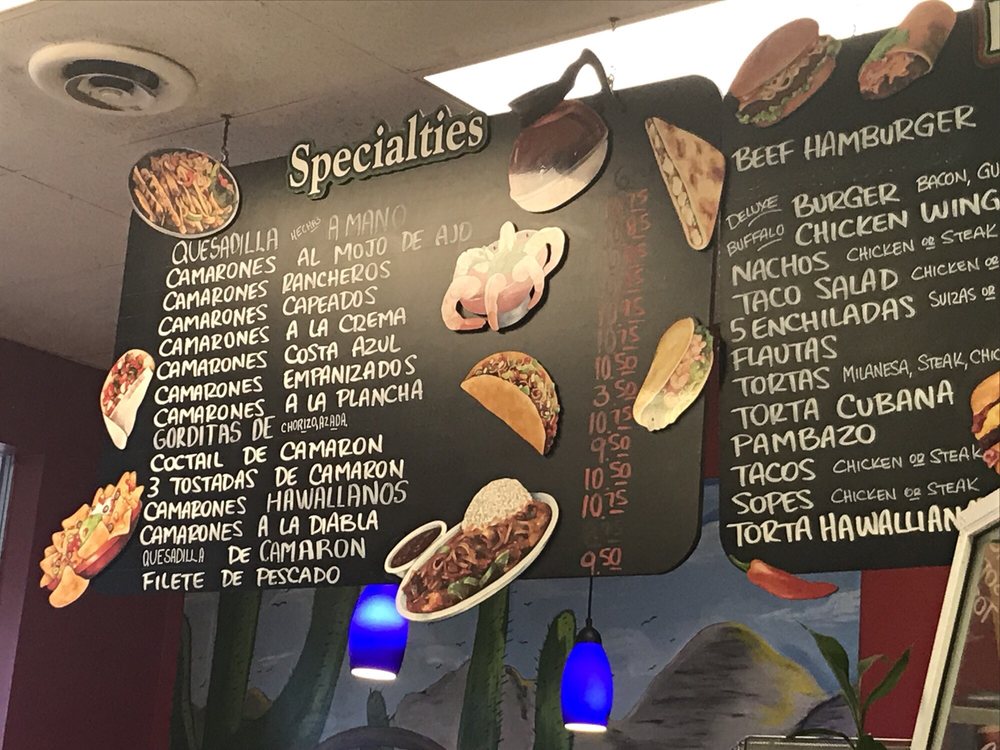 Specialties
QUESADILLA HECHAS A MANO
CAMARONES AL MOJO DE AJO
CAMARONES RANCHEROS
CAMARONES CAPEADOS
CAMARONES A LA CREMA
CAMARONES COSTA AZUL
CAMARONES EMPANIZADOS 10.75
CAMARONES A LA PLANCHA 10.50
GORDITAS DE CHORIZO, AZADA, 3.50
COCTAIL DE CAMARON 10.75
3 TOSTADAS DE CAMARON 9.50
CAMARONES HAWALLANOS 10.50
CAMARONES A LA DIABLA 10.75
QUESADILLA DE CAMARON
FILETE DE PESCADO 9.50
BEEF HAMBURGER
DELUXE BURGER BACON, GU
BUFFALO CHICKEN WING
NACHOS CHICKEN OR STEAK
TACO SALAD CHICKEN OR
5 ENCHILADAS SUIZAS OR
FLAUTAS
TORTAS MILANESA, STEAK, CHIC
TORTA CUBANA
PAMBAZO
TACOS CHICKEN OR STEAK
SOPES CHICKEN OR STEAK
TORTA HAWALLIAN